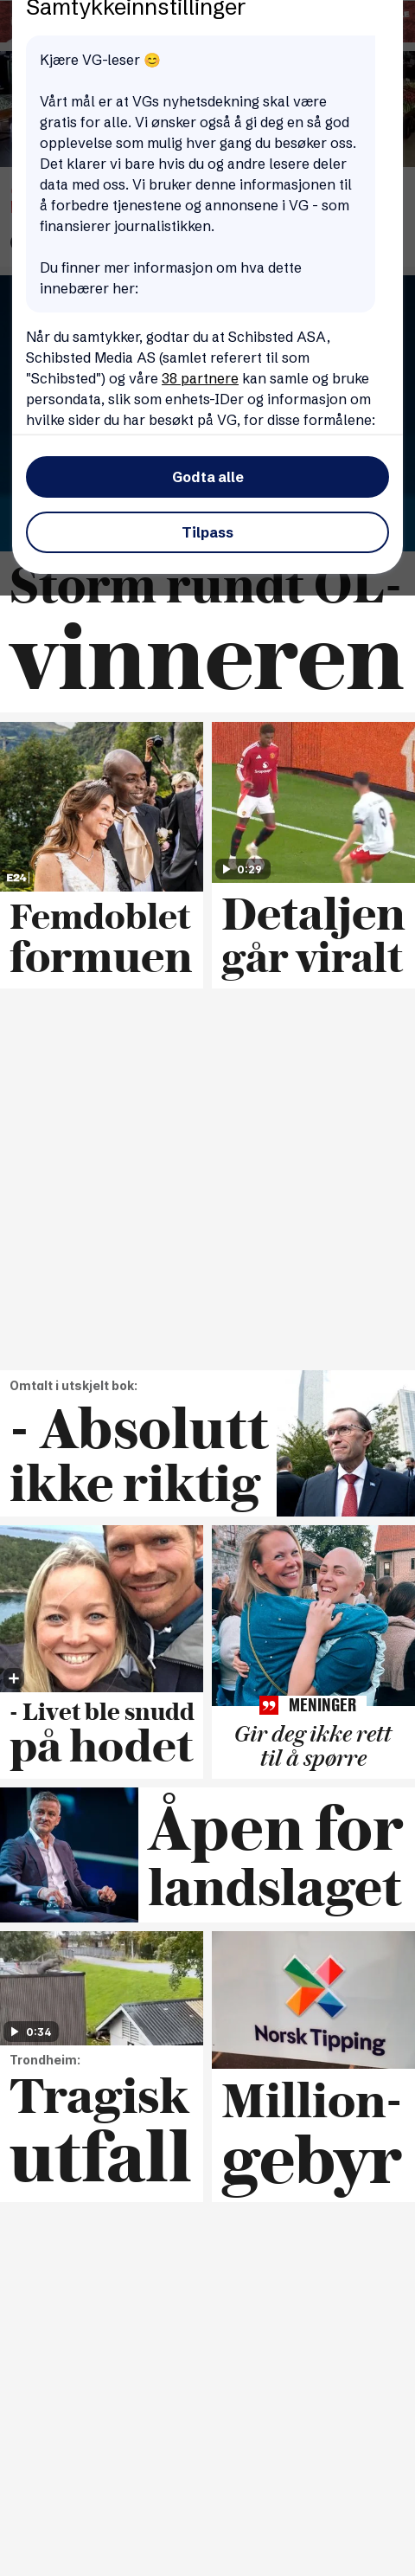 Samtykkeinnstillinger
Kjære VG-leser 😊
Vårt mål er at VGs nyhetsdekning skal være
gratis for alle. Vi ønsker også å gi deg en så god
opplevelse som mulig hver gang du besøker oss.
Det klarer vi bare hvis du og andre lesere deler
data med oss. Vi bruker denne informasjonen til
å forbedre tjenestene og annonsene i VG - som
finansierer journalistikken.
Du finner mer informasjon om hva dette
innebærer her:
Når du samtykker, godtar du at Schibsted ASA,
Schibsted Media AS (samlet referert til som
"Schibsted") og våre 38 partnere kan samle og bruke
persondata, slik som enhets-IDer og informasjon om
hvilke sider du har besøkt på VG, for disse formålene:
Godta alle
Tilpass
Storm rundt OL-
vinneren
E24
Femdoblet
formuen
9
0:29
Detaljen
går viralt
Omtalt i utskjelt bok:
- Absolutt
ikke riktig
- Livet ble snudd
på hodet
MENINGER
Gir deg ikke rett
til å spørre
Åpen for
landslaget
0:34
Trondheim:
Tragisk
utfall
Norsk Tipping
Million-
gebyr